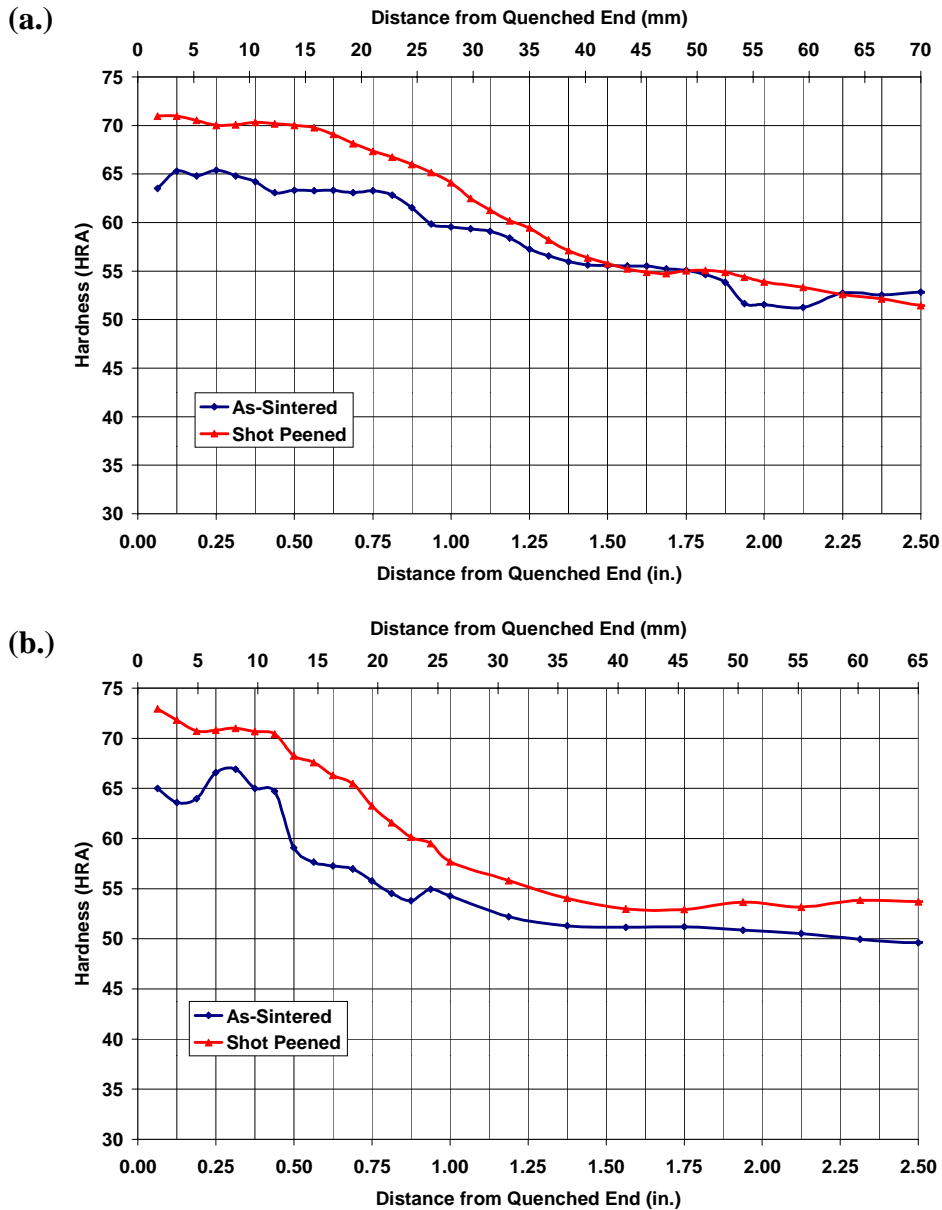 (a.)
Distance from Quenched End (mm)
0 5 10 15 20 25 30 35 40 45 50 55 60 65 70
75
70
65
60
55
50
45
40
35
30
Hardness (HRA)
As-Sintered
Shot Peened
0.00 0.25 0.50 0.75 1.00 1.25 1.50 1.75 2.00 2.25 2.50
Distance from Quenched End (in.)
(b.)
Distance from Quenched End (mm)
0 5 10 15 20 25 30 35 40 45 50 55 60 65
75
70
65
60
55
50
45
40
35
30
Hardness (HRA)
As-Sintered
Shot Peened
0.00 0.25 0.50 0.75 1.00 1.25 1.50 1.75 2.00 2.25 2.50
Distance from Quenched End (in.)